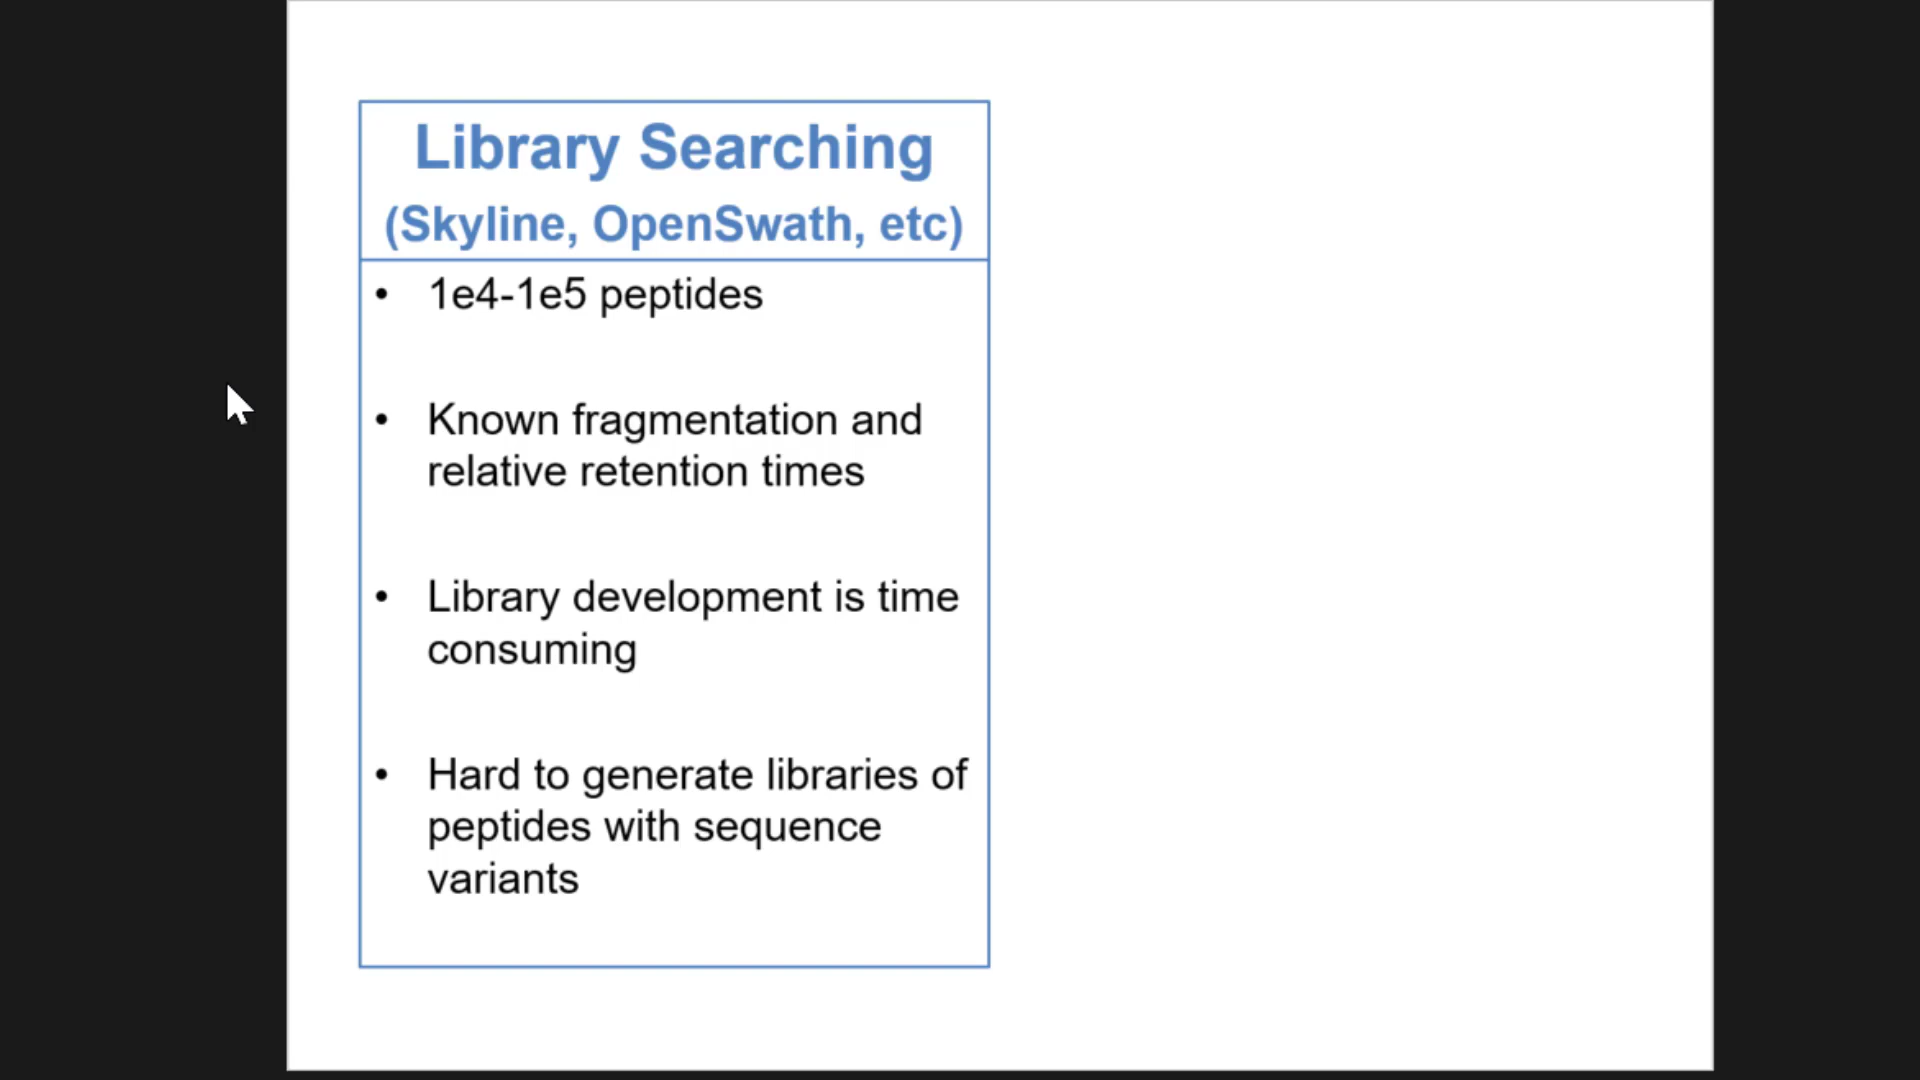 Library Searching
(Skyline, OpenSwath, etc)
• 1e4-1e5 peptides
• Known fragmentation and
relative retention times
• Library development is time
consuming
• Hard to generate libraries of
peptides with sequence
variants